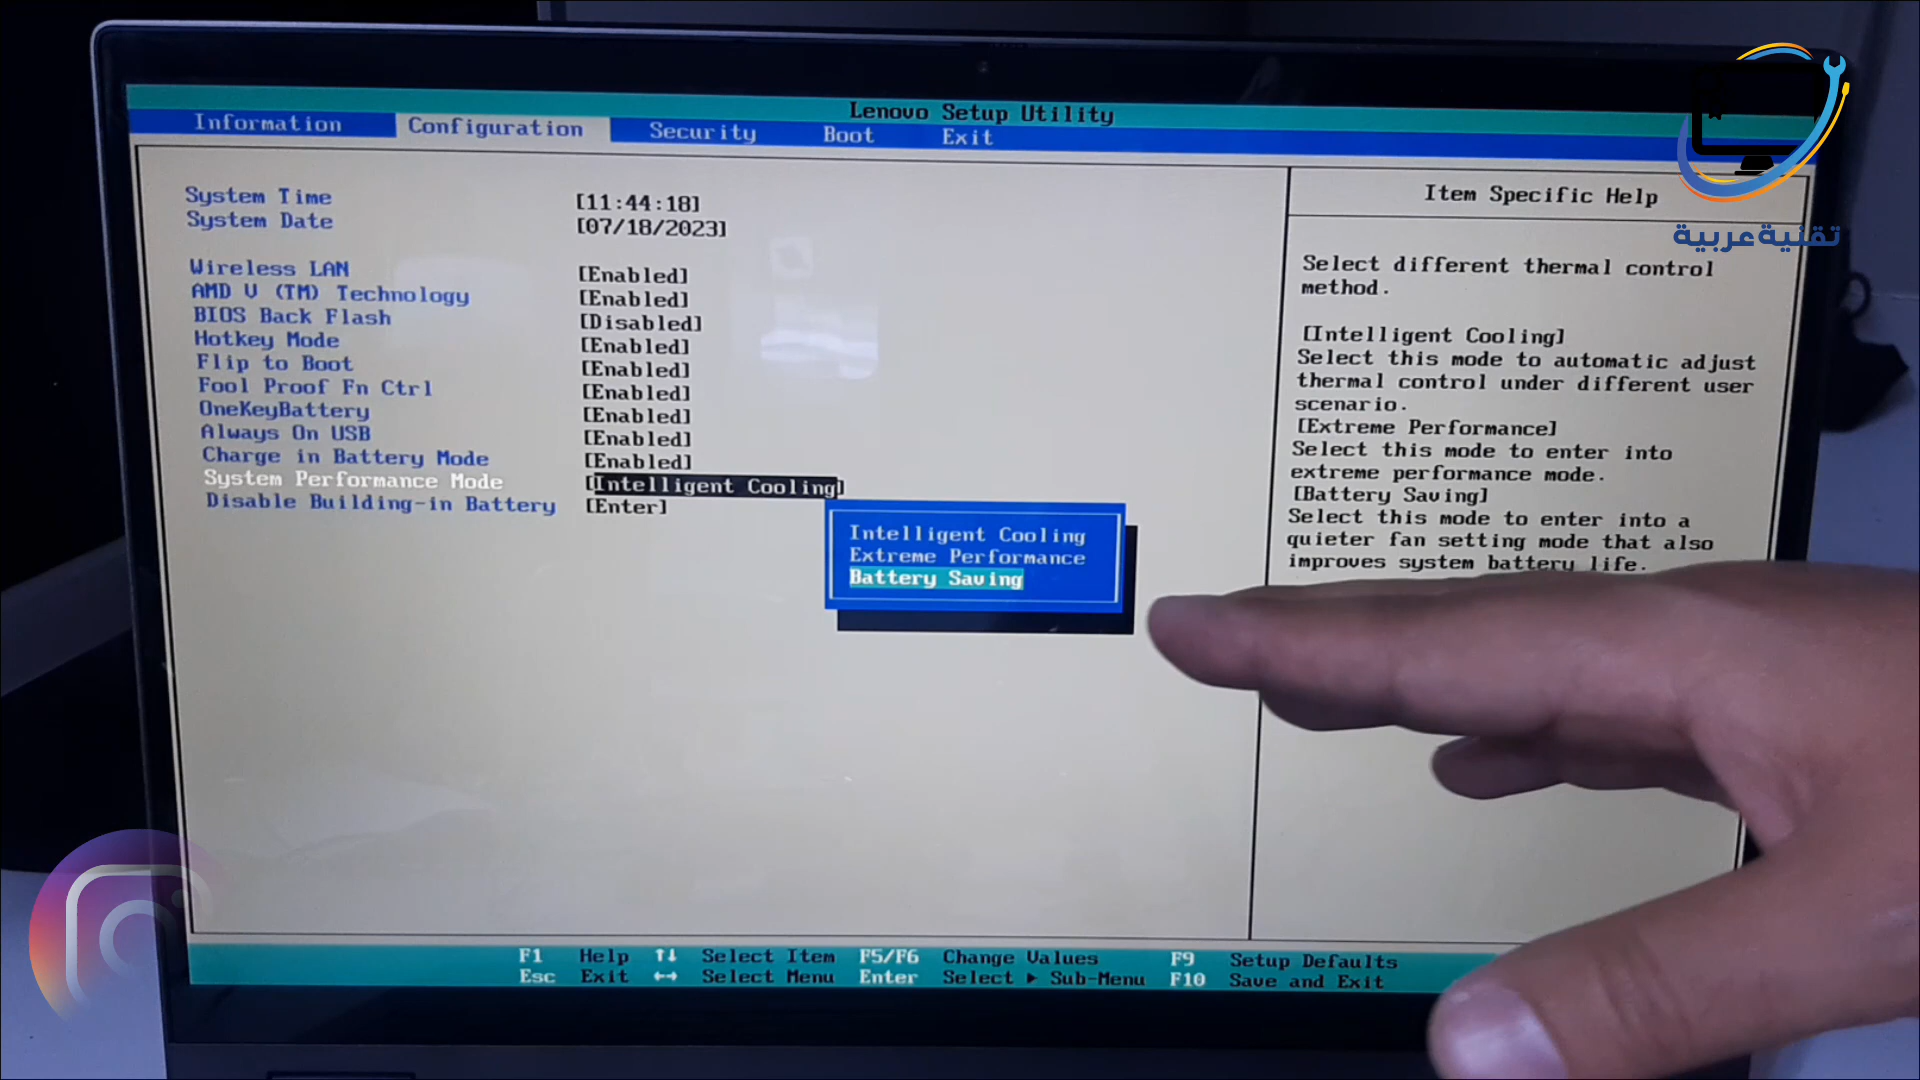 Lenovo Setup Utility
Information Configuration Security Boot Exit
System Time [11:44:18]
System Date [07/18/2023]
Wireless LAN [Enabled]
AMD V (TM) Technology [Enabled]
BIOS Back Flash [Disabled]
Hotkey Mode [Enabled]
Flip to Boot [Enabled]
Fool Proof Fn Ctrl [Enabled]
OneKeyBattery [Enabled]
Always On USB [Enabled]
Charge in Battery Mode [Enabled]
System Performance Mode [Intelligent Cooling]
Disable Building-in Battery [Enter]
Intelligent Cooling
Extreme Performance
Battery Saving
Item Specific Help
Select different thermal control
method.
[Intelligent Cooling]
Select this mode to automatic adjust
thermal control under different user
scenario.
[Extreme Performance]
Select this mode to enter into
extreme performance mode.
[Battery Saving]
Select this mode to enter into a
quieter fan setting mode that also
improves system battery life.
F1 Help ↑↓ Select Item F5/F6 Change Values F9 Setup Defaults
Esc Exit ↔ Select Menu Enter Select ▸ Sub-Menu F10 Save and Exit
تقنية عربية